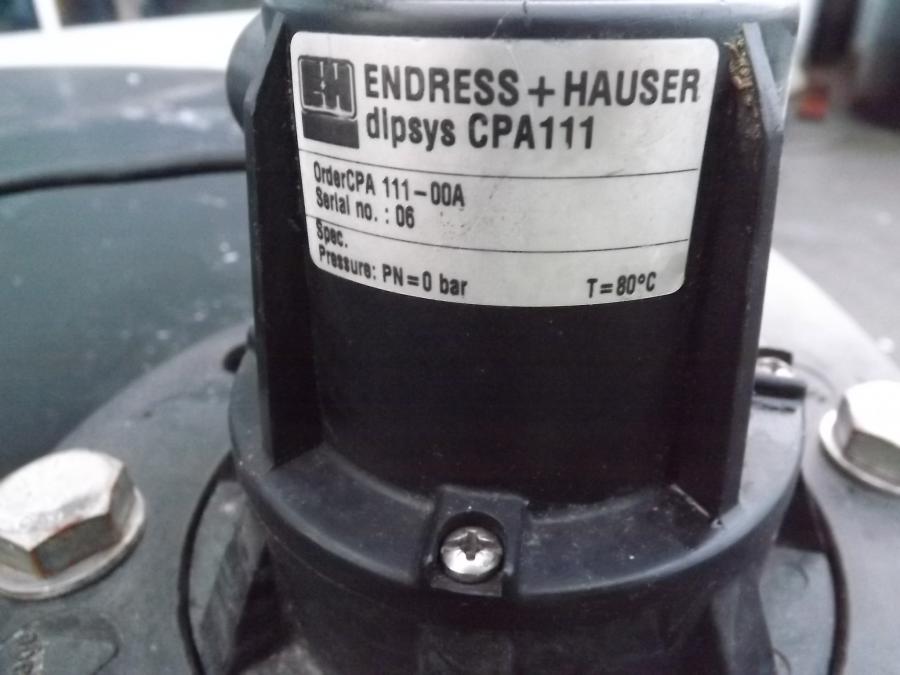 E+H ENDRESS + HAUSER
dipsys CPA111
OrderCPA 111-00A
Serial no. : 06
Spec.
Pressure: PN=0 bar T=80°C